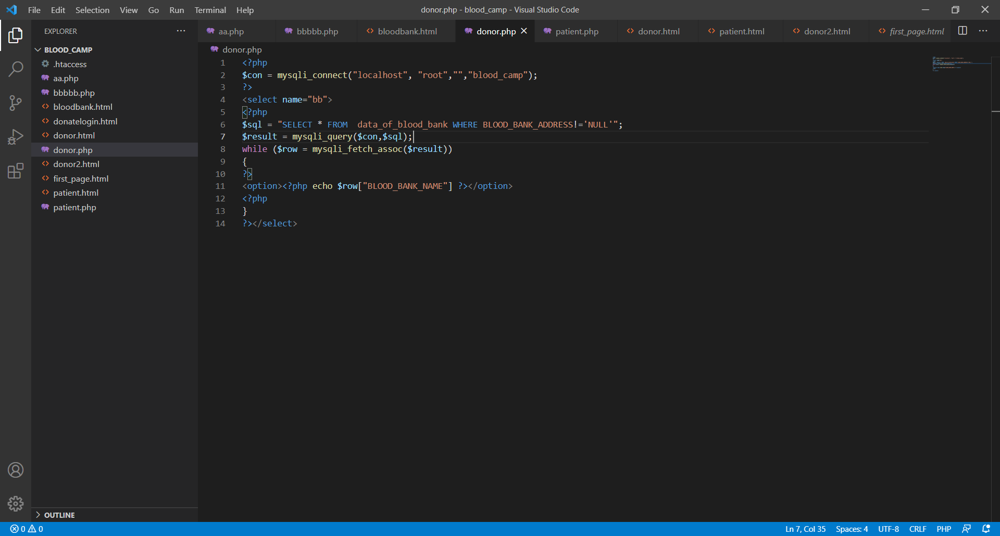 File Edit Selection View Go Run Terminal Help donor.php - blood_camp - Visual Studio Code
EXPLORER
BLOOD_CAMP
.htaccess
aa.php
bbbbb.php
bloodbank.html
donatelogin.html
donor.html
donor.php
donor2.html
first_page.html
patient.html
patient.php
OUTLINE
aa.php bbbbb.php bloodbank.html donor.php patient.php donor.html patient.html donor2.html first_page.html
donor.php
1 <?php
2 $con = mysqli_connect("localhost", "root","","blood_camp");
3 ?>
4 <select name="bb">
5 <?php
6 $sql = "SELECT * FROM  data_of_blood_bank WHERE BLOOD_BANK_ADDRESS!='NULL'";
7 $result = mysqli_query($con,$sql);
8 while ($row = mysqli_fetch_assoc($result))
9 {
10 ?>
11 <option><?php echo $row["BLOOD_BANK_NAME"] ?></option>
12 <?php
13 }
14 ?></select>
0 0 Ln 7, Col 35 Spaces: 4 UTF-8 CRLF PHP